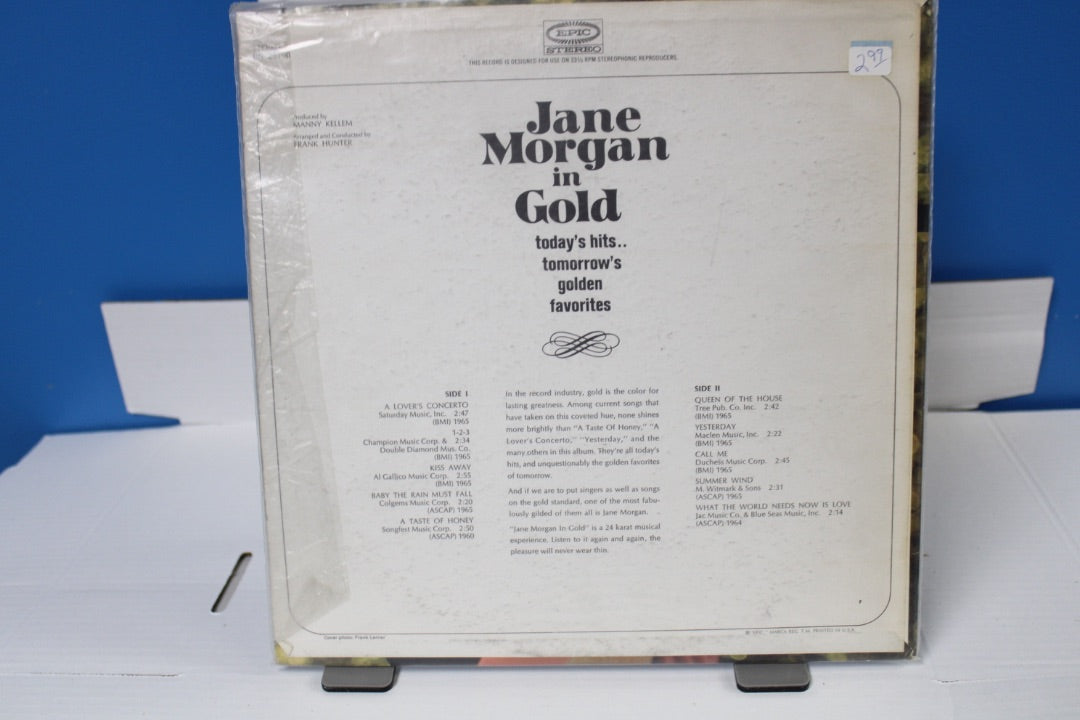 EPIC
STEREO
THIS RECORD IS DESIGNED FOR USE ON 33⅓ RPM STEREOPHONIC REPRODUCERS.
297
Produced by
MANNY KELLEM
Arranged and Conducted by
FRANK HUNTER
Jane
Morgan
in
Gold
today's hits..
tomorrow's
golden
favorites
SIDE I
A LOVER'S CONCERTO
Saturday Music, Inc. 2:47
(BMI) 1965
1-2-3
Champion Music Corp. & 2:34
Double Diamond Mus. Co.
(BMI) 1965
KISS AWAY
Al Gallico Music Corp. 2:55
(BMI) 1965
BABY THE RAIN MUST FALL
Colgems Music Corp. 2:20
(ASCAP) 1965
A TASTE OF HONEY
Songfest Music Corp. 2:50
(ASCAP) 1960
In the record industry, gold is the color for
lasting greatness. Among current songs that
have taken on this coveted hue, none shines
more brightly than "A Taste Of Honey," "A
Lover's Concerto," "Yesterday," and the
many others in this album. They're all today's
hits, and unquestionably the golden favorites
of tomorrow.
And if we are to put singers as well as songs
on the gold standard, one of the most fabu-
lously gilded of them all is Jane Morgan.
"Jane Morgan In Gold" is a 24 karat musical
experience. Listen to it again and again, the
pleasure will never wear thin.
SIDE II
QUEEN OF THE HOUSE
Tree Pub. Co. Inc. 2:42
(BMI) 1965
YESTERDAY
Maclen Music, Inc. 2:22
(BMI) 1965
CALL ME
Duchess Music Corp. 2:45
(BMI) 1965
SUMMER WIND
M. Witmark & Sons 2:31
(ASCAP) 1965
WHAT THE WORLD NEEDS NOW IS LOVE
Jac Music Co. & Blue Seas Music, Inc. 2:14
(ASCAP) 1964
Cover photo: Frank Lerner
® "EPIC," MARCA REG. T.M. PRINTED IN U.S.A.